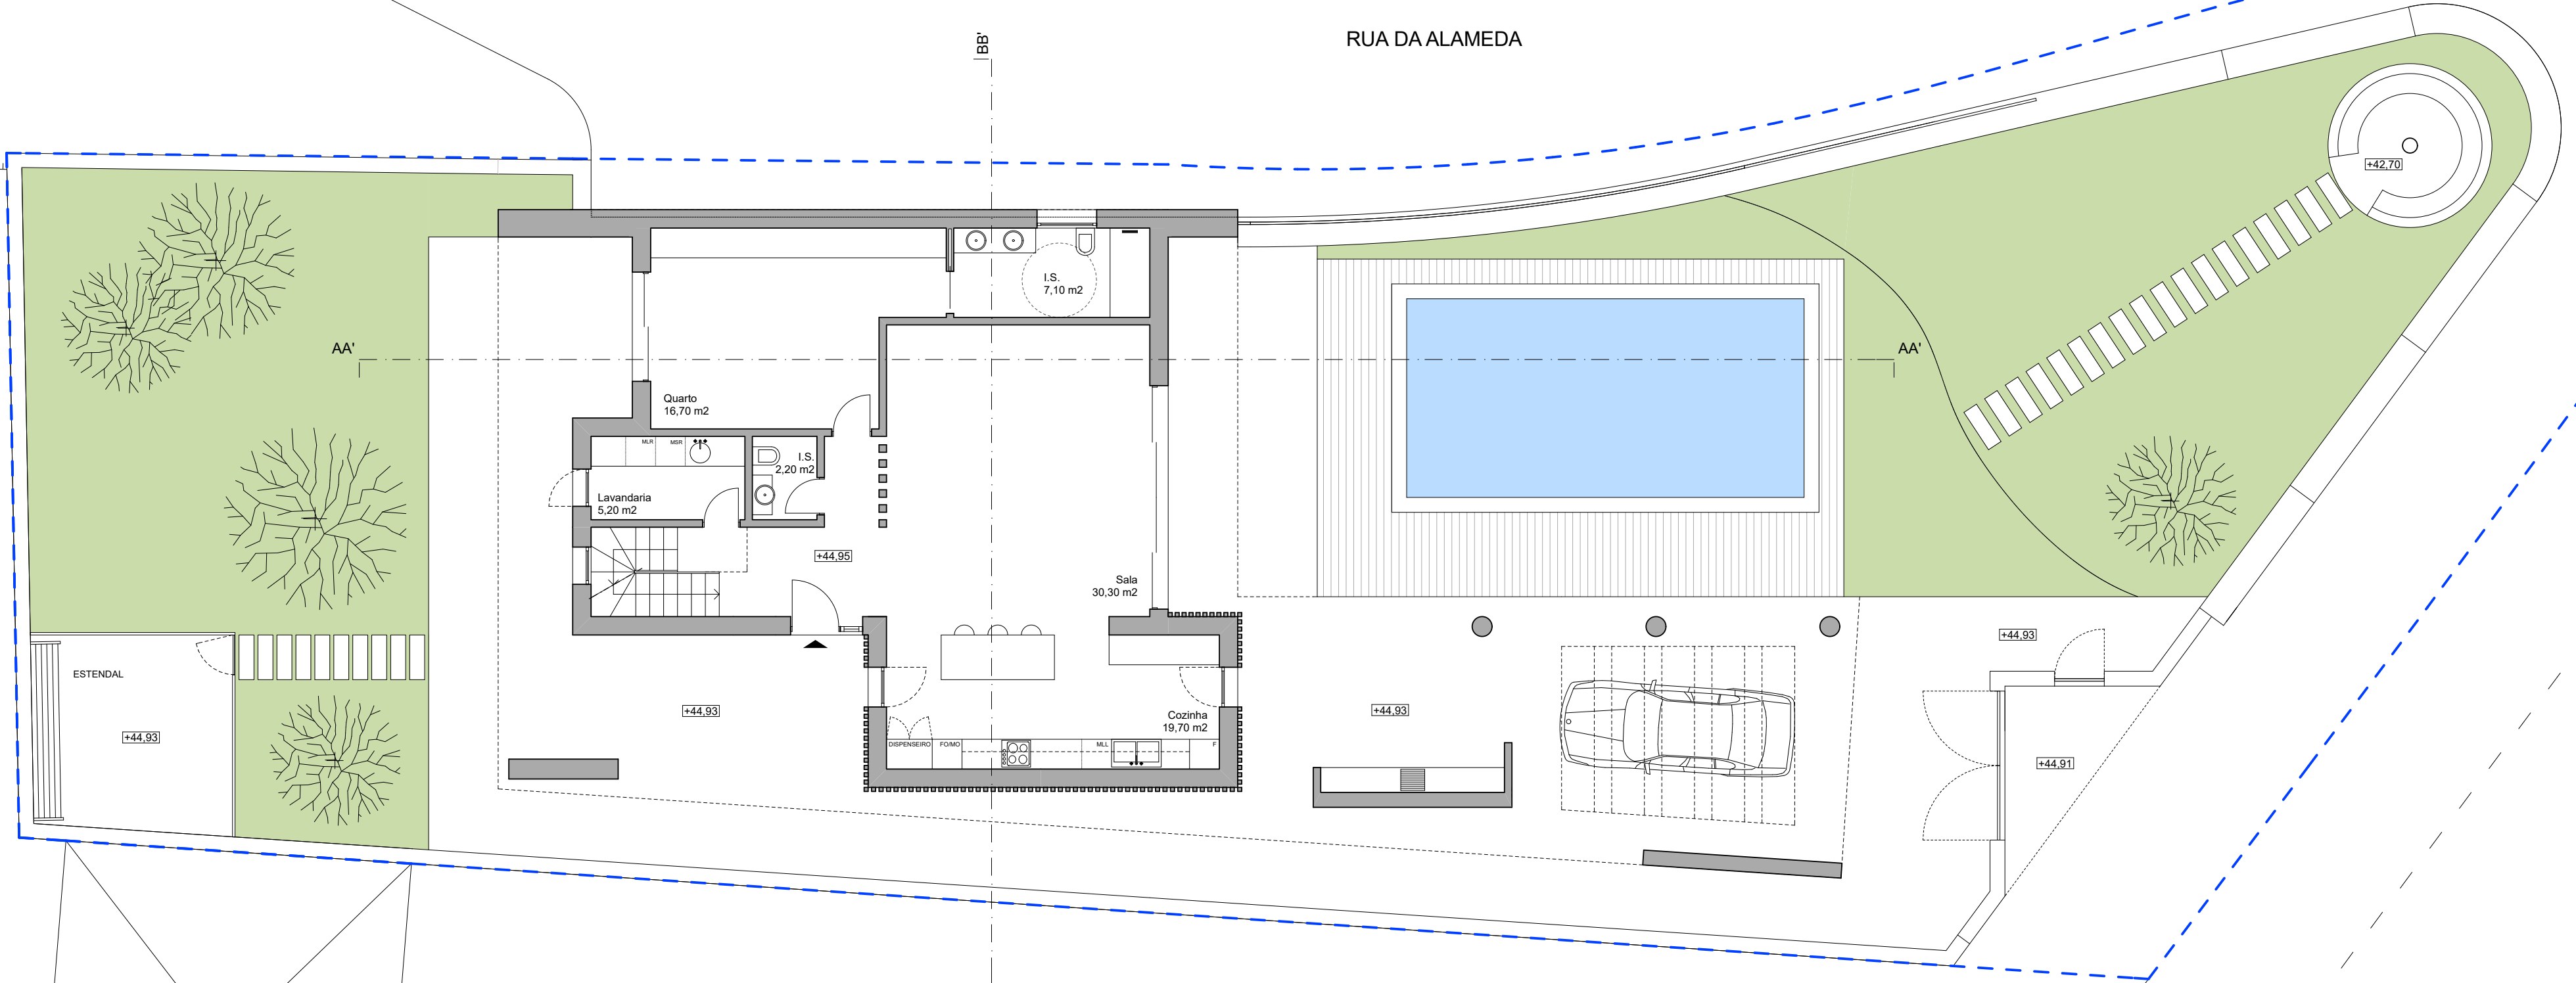 RUA DA ALAMEDA
BB'
+42,70
I.S.
7,10 m2
AA'
AA'
Quarto
16,70 m2
MLR
MSR
I.S.
2,20 m2
Lavandaria
5,20 m2
+44,95
Sala
30,30 m2
+44,93
ESTENDAL
+44,93
+44,93
+44,93
Cozinha
19,70 m2
DISPENSEIRO
FO/MO
MLL
F
+44,91